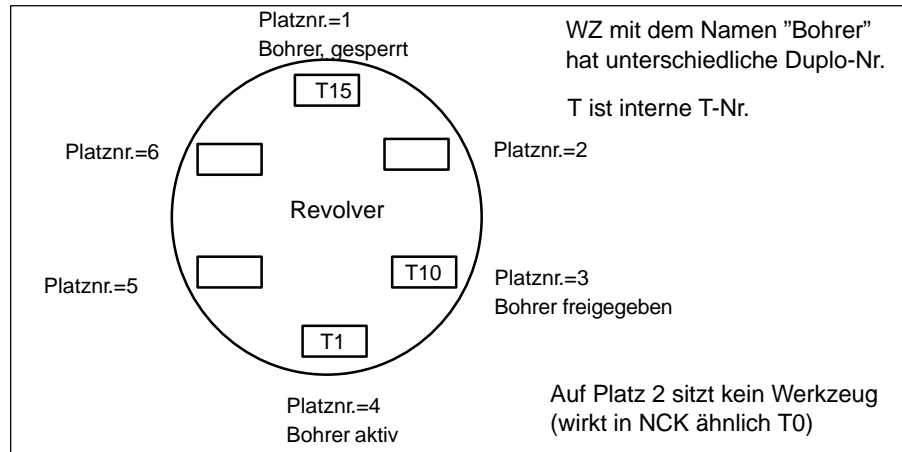 Platznr.=1
Bohrer, gesperrt
T15
WZ mit dem Namen ”Bohrer”
hat unterschiedliche Duplo-Nr.
T ist interne T-Nr.
Platznr.=6
Platznr.=2
Revolver
Platznr.=5
T10
Platznr.=3
Bohrer freigegeben
T1
Platznr.=4
Bohrer aktiv
Auf Platz 2 sitzt kein Werkzeug
(wirkt in NCK ähnlich T0)